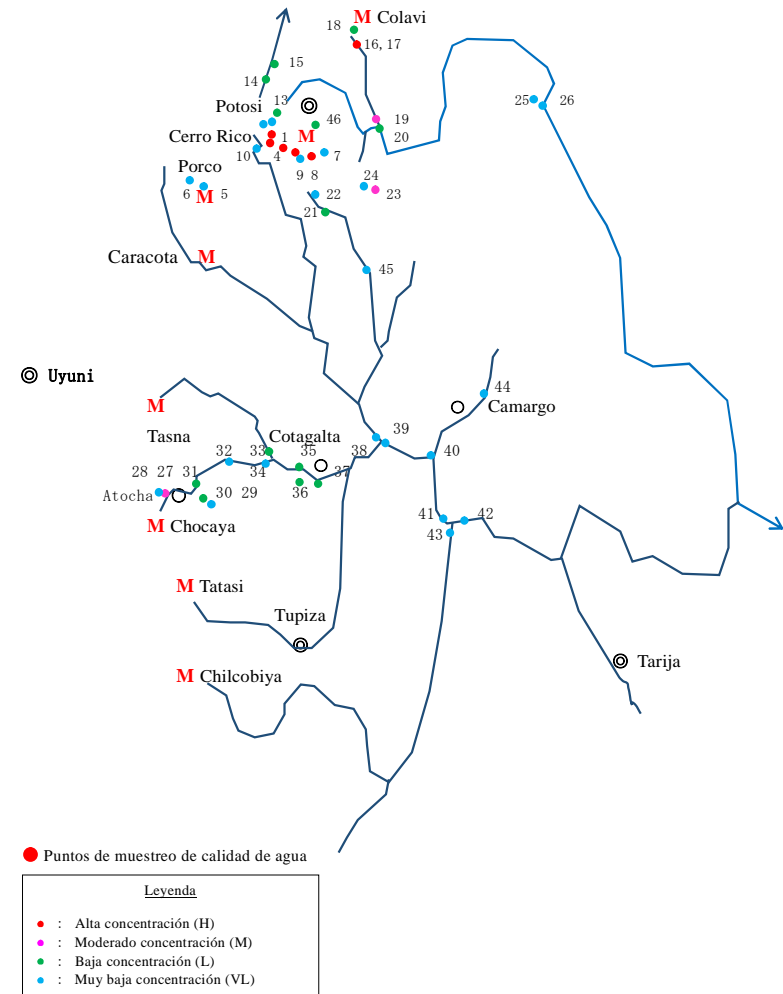 18 M Colavi
16, 17
15
14
13
Potosi
46
19
25 26
Cerro Rico 1 M
20
10 4 7
Porco
9 8
24
6 M 5
22
23
21
Caracota M
45
Uyuni
44
M
Camargo
Tasna
Cotagalta
39
32 33 35 38
40
28 27 31 34
37
Atocha 30 29 36
M Chocaya
41 42
43
M Tatasi
Tupiza
Tarija
M Chilcobiya
Puntos de muestreo de calidad de agua
Leyenda
: Alta concentración (H)
: Moderado concentración (M)
: Baja concentración (L)
: Muy baja concentración (VL)